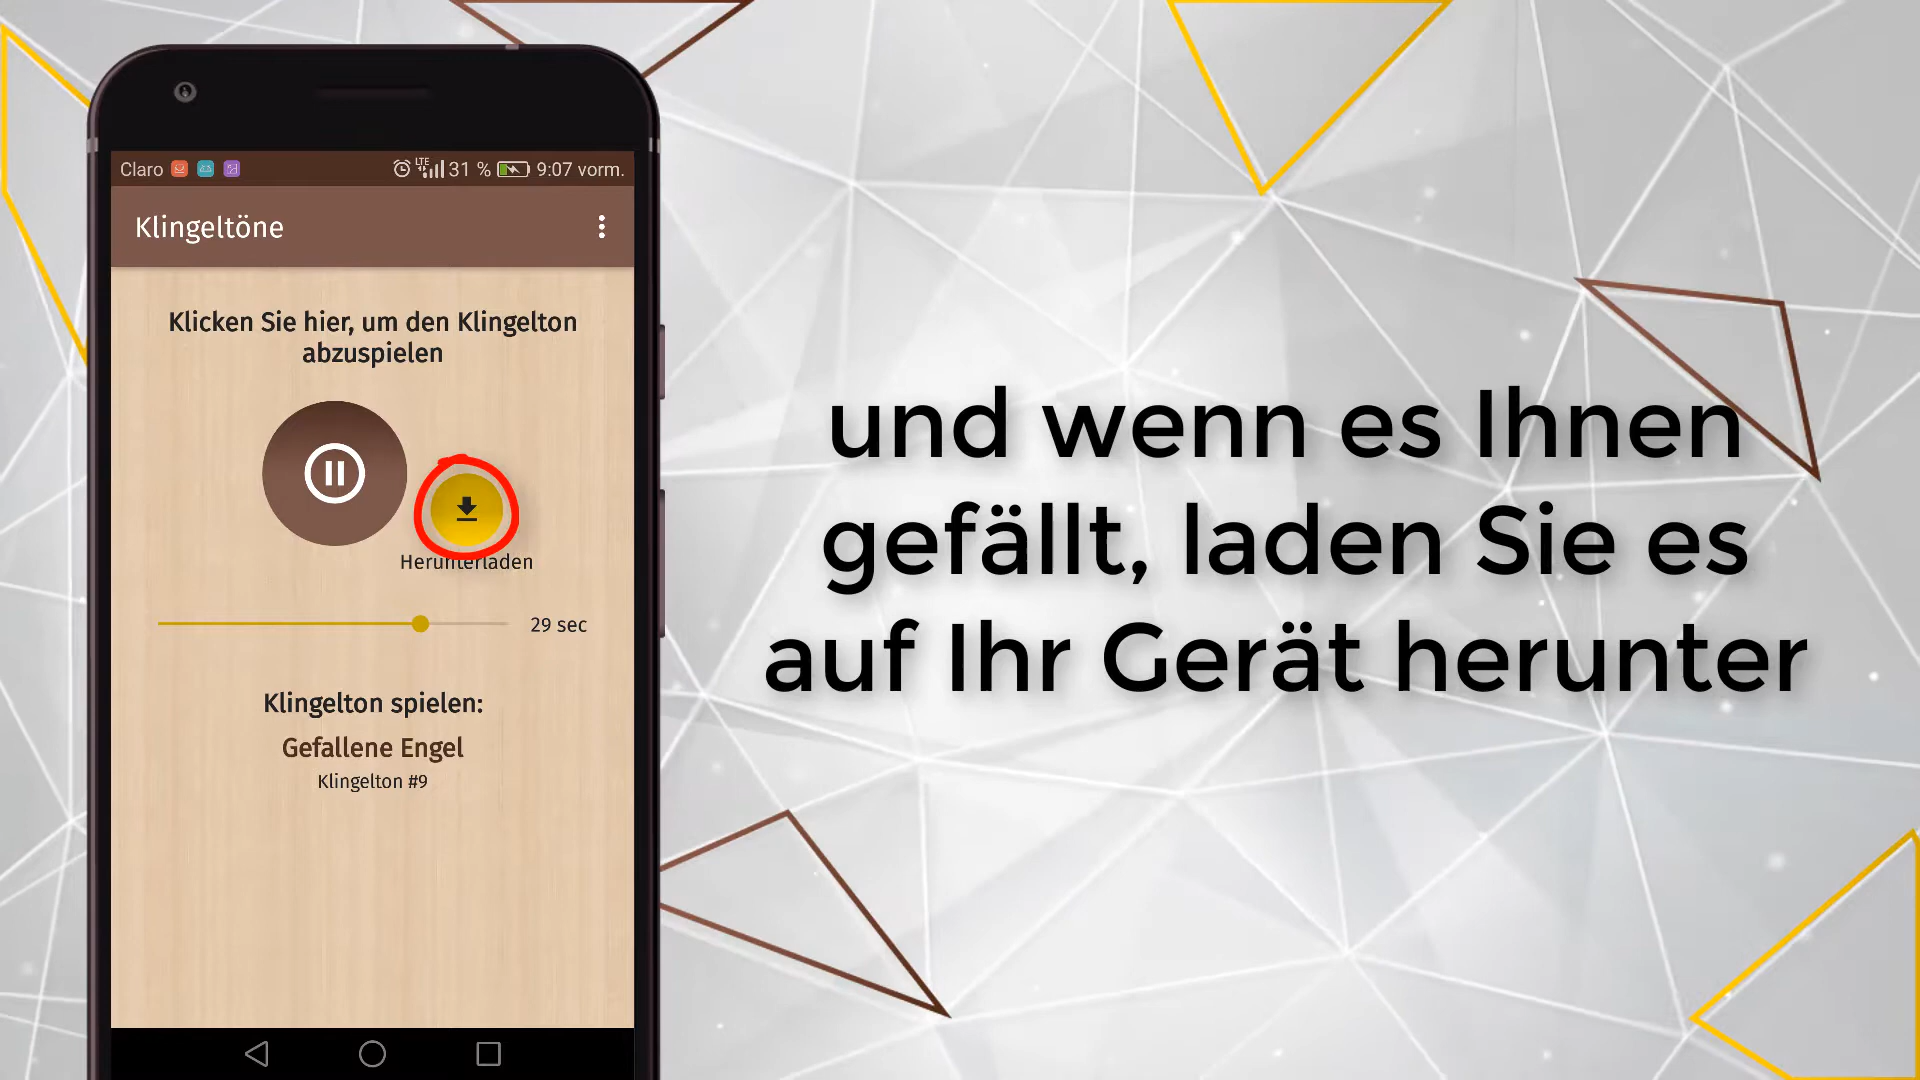 Claro LTE 31 % 9:07 vorm.
Klingeltöne
Klicken Sie hier, um den Klingelton
abzuspielen
Herunterladen
29 sec
Klingelton spielen:
Gefallene Engel
Klingelton #9
und wenn es Ihnen
gefällt, laden Sie es
auf Ihr Gerät herunter